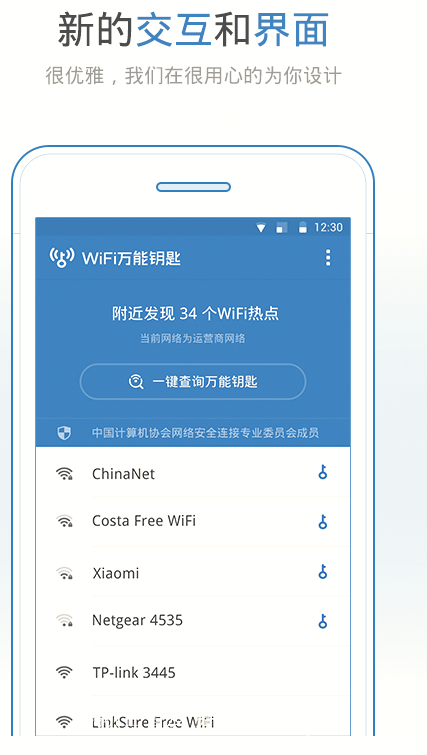 新的交互和界面
很优雅，我们在很用心的为你设计
12:30
WiFi万能钥匙
附近发现 34 个WiFi热点
当前网络为运营商网络
一键查询万能钥匙
中国计算机协会网络安全连接专业委员会成员
ChinaNet
Costa Free WiFi
Xiaomi
Netgear 4535
TP-link 3445
LinkSure Free WiFi